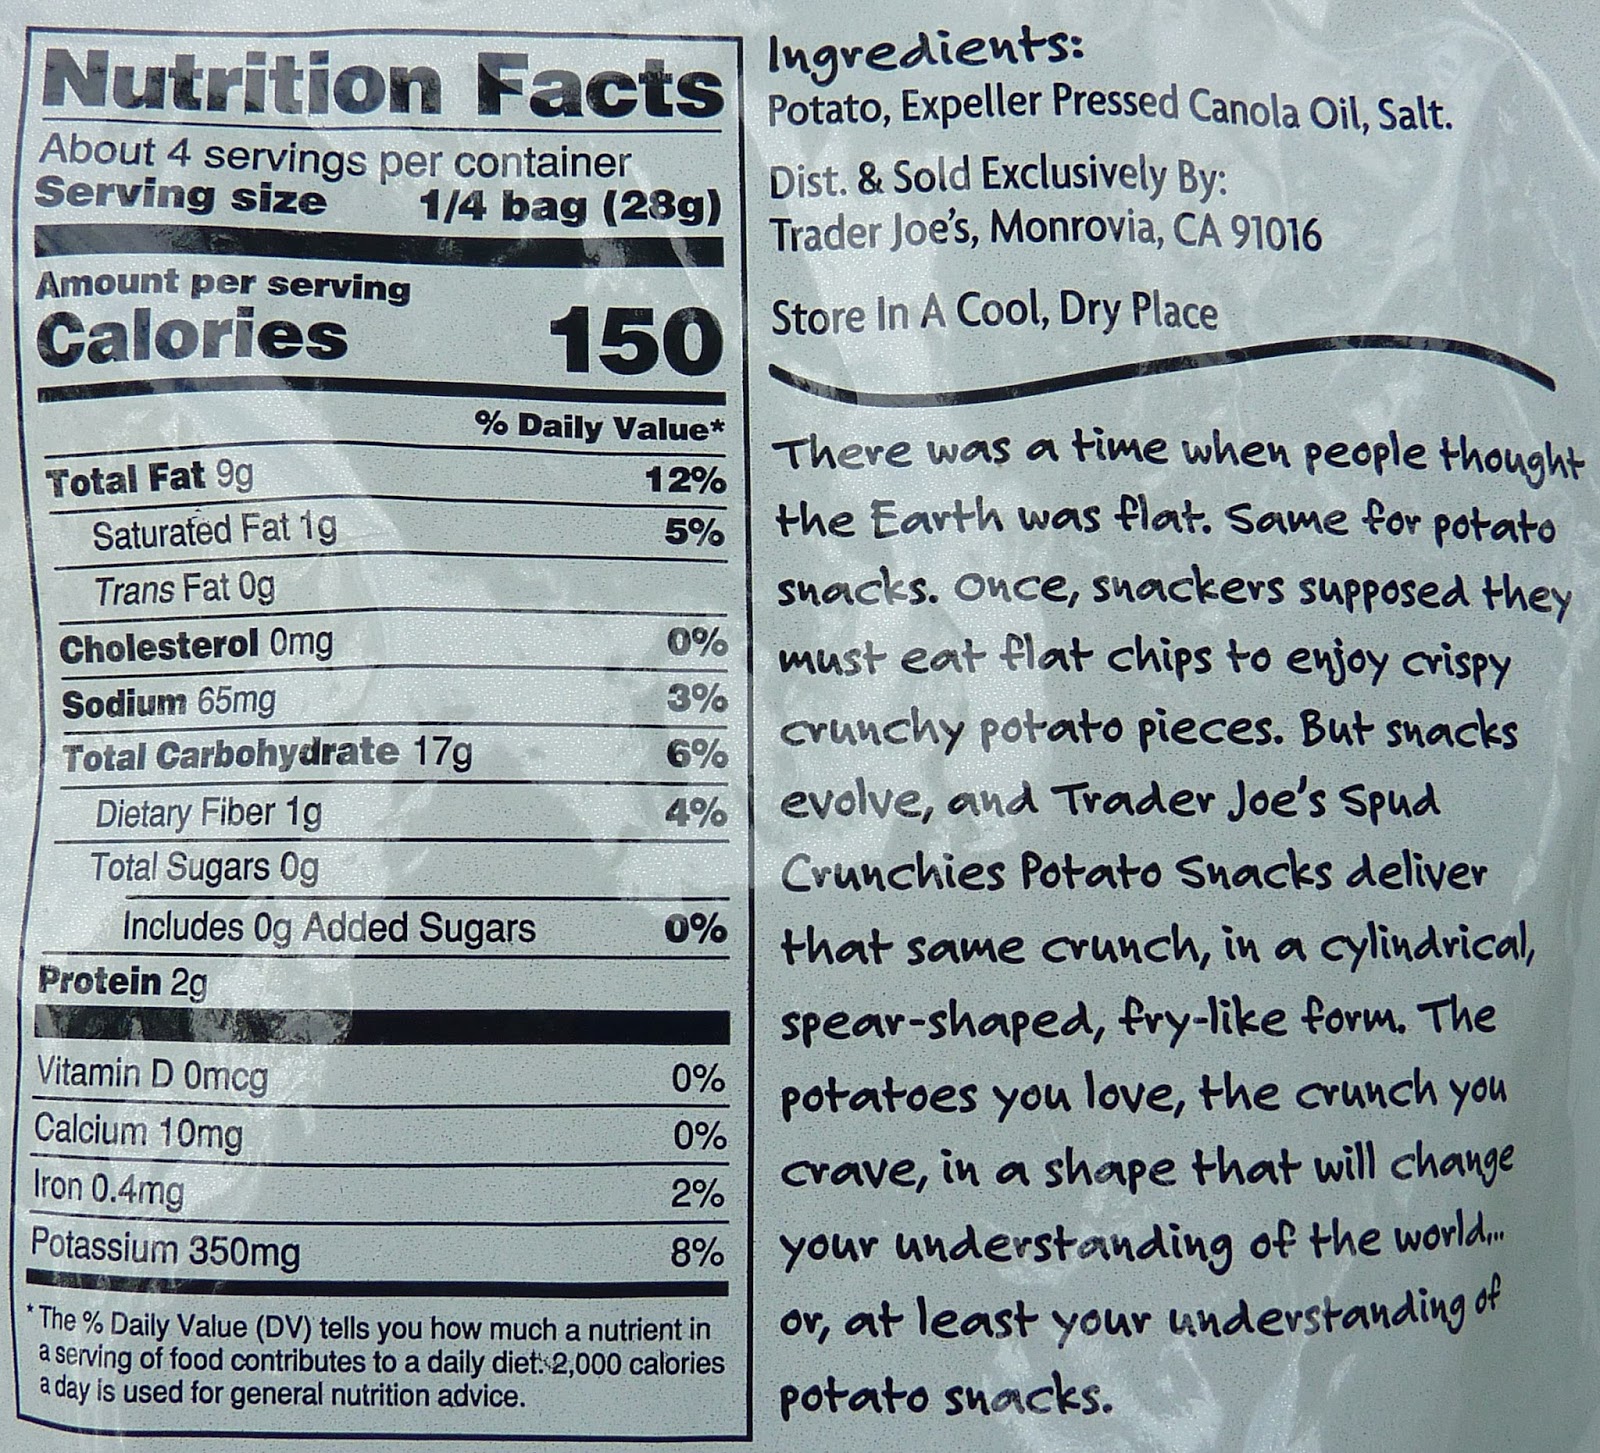 Nutrition Facts
About 4 servings per container
Serving size 1/4 bag (28g)
Amount per serving
Calories 150
% Daily Value*
Total Fat 9g 12%
Saturated Fat 1g 5%
Trans Fat 0g
Cholesterol 0mg 0%
Sodium 65mg 3%
Total Carbohydrate 17g 6%
Dietary Fiber 1g 4%
Total Sugars 0g
Includes 0g Added Sugars 0%
Protein 2g
Vitamin D 0mcg 0%
Calcium 10mg 0%
Iron 0.4mg 2%
Potassium 350mg 8%
* The % Daily Value (DV) tells you how much a nutrient in
a serving of food contributes to a daily diet. 2,000 calories
a day is used for general nutrition advice.
Ingredients:
Potato, Expeller Pressed Canola Oil, Salt.
Dist. & Sold Exclusively By:
Trader Joe's, Monrovia, CA 91016
Store In A Cool, Dry Place
There was a time when people thought
the Earth was flat. Same for potato
snacks. Once, snackers supposed they
must eat flat chips to enjoy crispy
crunchy potato pieces. But snacks
evolve, and Trader Joe's Spud
Crunchies Potato Snacks deliver
that same crunch, in a cylindrical,
spear-shaped, fry-like form. The
potatoes you love, the crunch you
crave, in a shape that will change
your understanding of the world...
or, at least your understanding of
potato snacks.